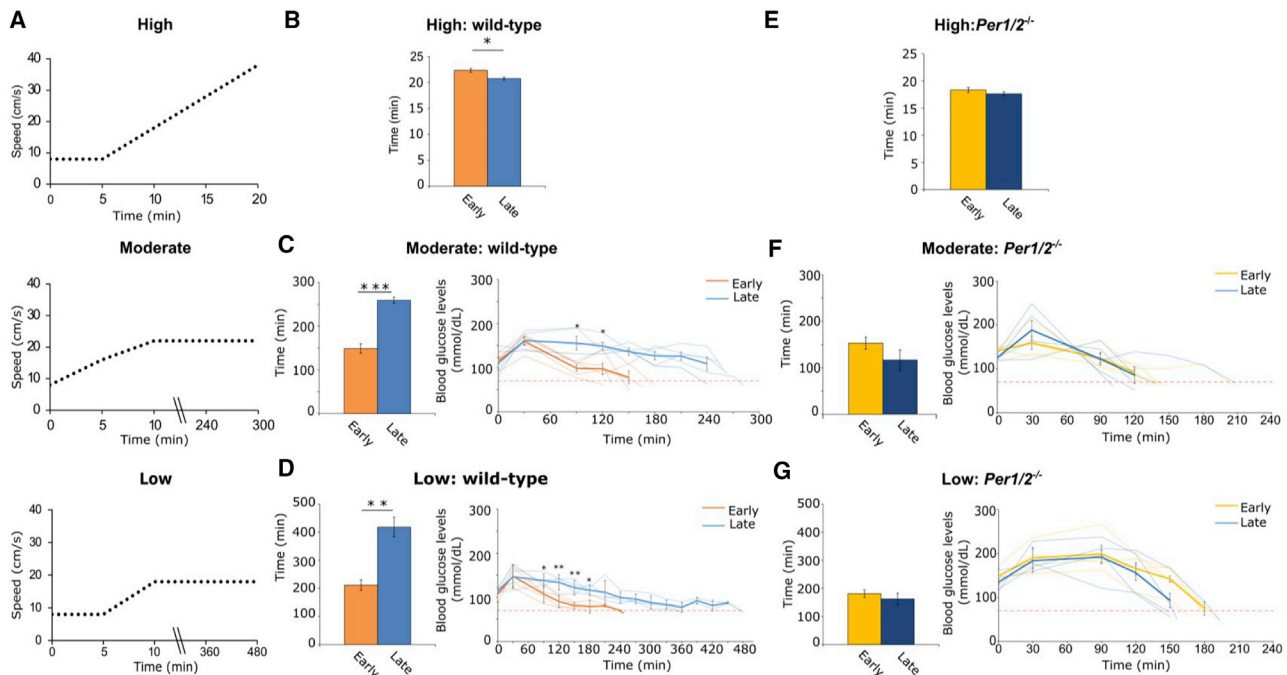 A
High
Speed (cm/s)
40
30
20
10
0
0 5 10 15 20
Time (min)
B
High: wild-type
*
Time (min)
25
20
15
10
5
0
Early Late
E
High:Per1/2-/-
Time (min)
25
20
15
10
5
0
Early Late
Moderate
Speed (cm/s)
40
30
20
10
0
0 5 10 240 300
Time (min)
C
Moderate: wild-type
***
Time (min)
300
200
100
0
Early Late
Blood glucose levels
(mmol/dL)
300
200
100
0
* *
Early
Late
0 60 120 180 240 300
Time (min)
F
Moderate: Per1/2-/-
Time (min)
300
200
100
0
Early Late
Blood glucose levels
(mmol/dL)
300
200
100
0
Early
Late
0 30 60 90 120 150 180 210 240
Time (min)
Low
Speed (cm/s)
40
30
20
10
0
0 5 10 360 480
Time (min)
D
Low: wild-type
**
Time (min)
500
400
300
200
100
0
Early Late
Blood glucose levels
(mmol/dL)
300
200
100
0
* ** ** *
Early
Late
0 60 120 180 240 300 360 420 480
Time (min)
G
Low: Per1/2-/-
Time (min)
500
400
300
200
100
0
Early Late
Blood glucose levels
(mmol/dL)
300
200
100
0
Early
Late
0 30 60 90 120 150 180 210 240
Time (min)